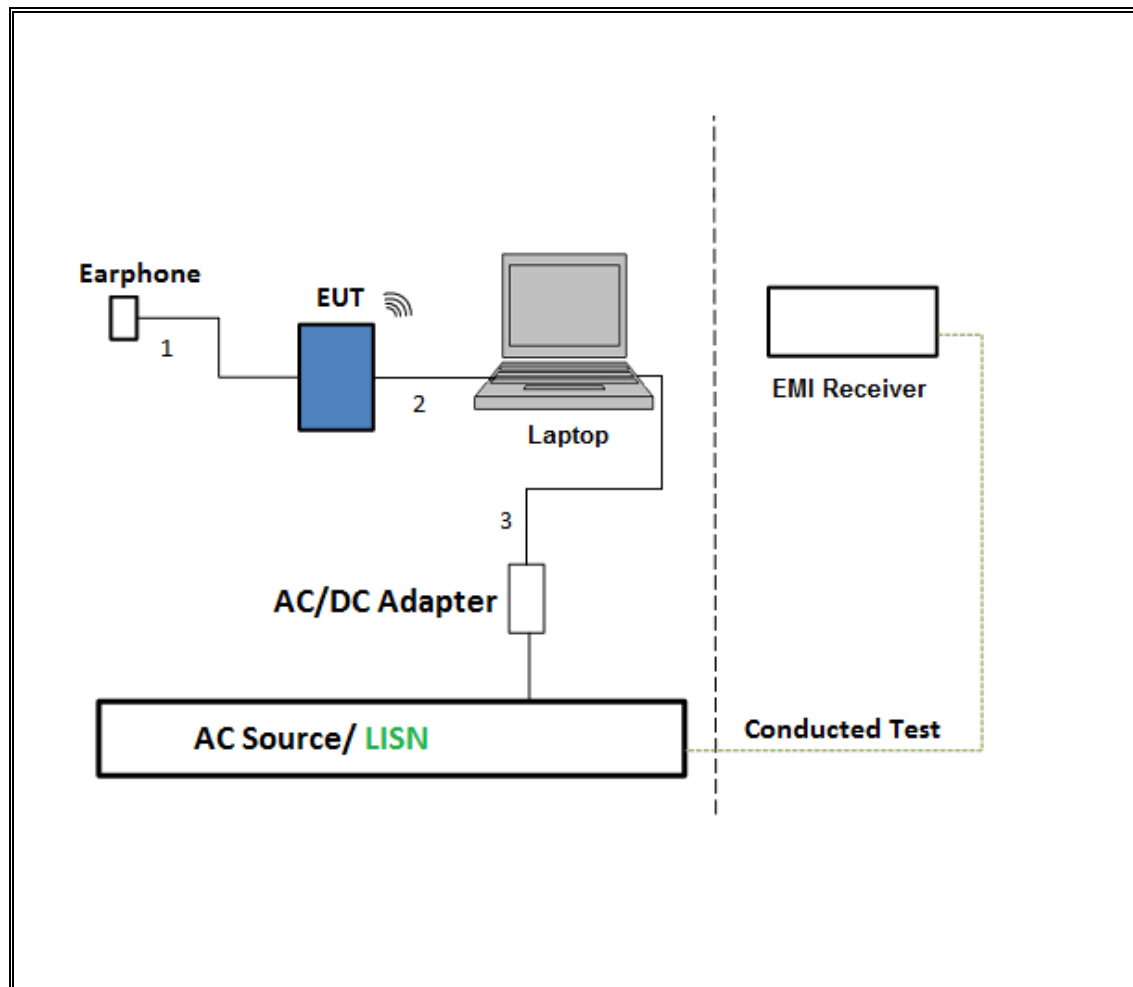 Earphone
EUT
1
2
EMI Receiver
Laptop
3
AC/DC Adapter
AC Source/ LISN
Conducted Test